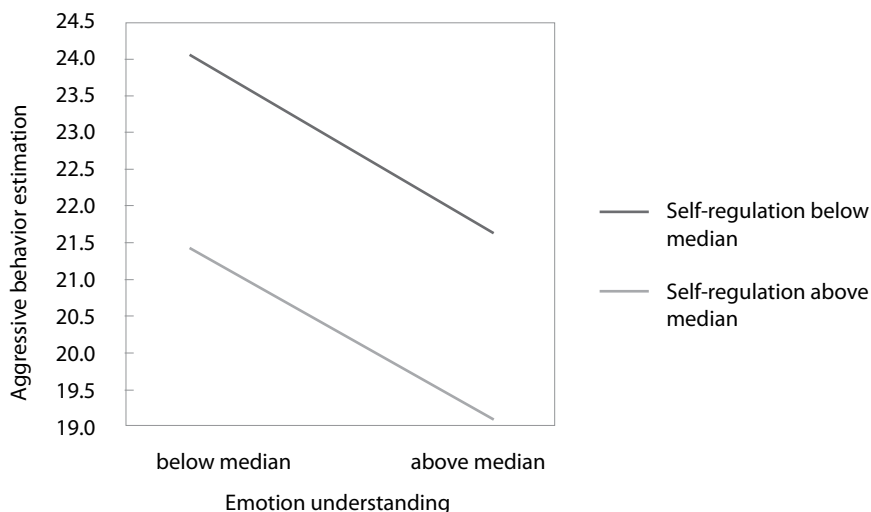 24.5
24.0
23.5
23.0
22.5
22.0
21.5
21.0
20.5
20.0
19.5
19.0
Aggressive behavior estimation
below median
above median
Emotion understanding
Self-regulation below
median
Self-regulation above
median